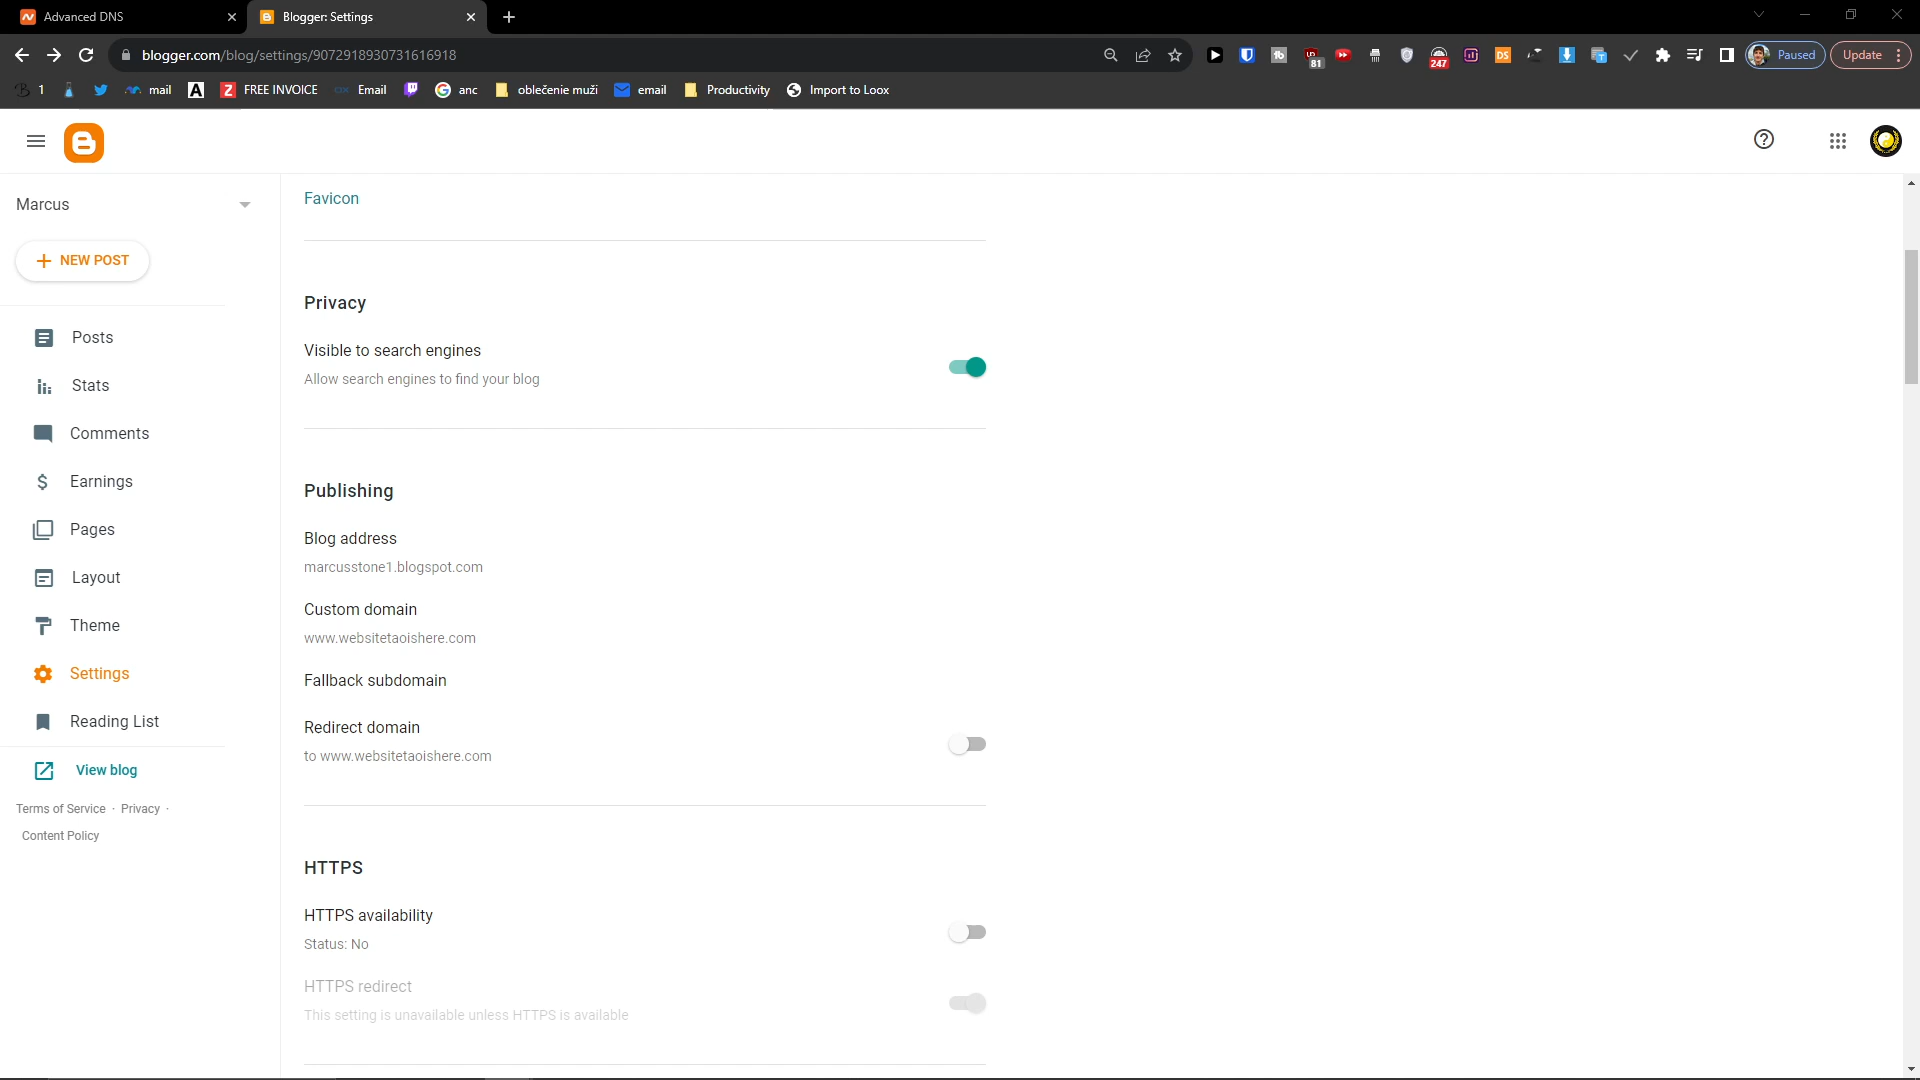 Advanced DNS
Blogger: Settings
blogger.com/blog/settings/9072918930731616918
81
247
DS
Paused
Update
1
mail
FREE INVOICE
Email
anc
oblečenie muži
email
Productivity
Import to Loox
Marcus
NEW POST
Posts
Stats
Comments
Earnings
Pages
Layout
Theme
Settings
Reading List
View blog
Terms of Service · Privacy ·
Content Policy
Favicon
Privacy
Visible to search engines
Allow search engines to find your blog
Publishing
Blog address
marcusstone1.blogspot.com
Custom domain
www.websitetaoishere.com
Fallback subdomain
Redirect domain
to www.websitetaoishere.com
HTTPS
HTTPS availability
Status: No
HTTPS redirect
This setting is unavailable unless HTTPS is available